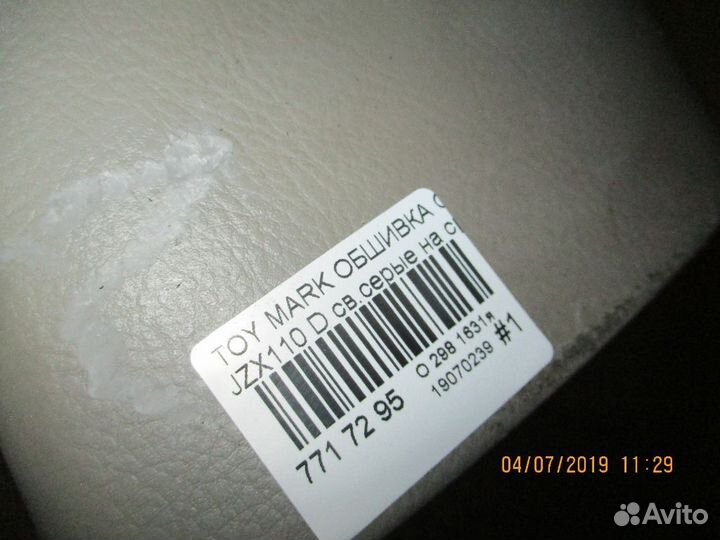 TOY MARK ОБШИВКА
JZX110 D св.серые на
771 72 95
О 298 1631я
19070239 #1
04/07/2019 11:29
Avito